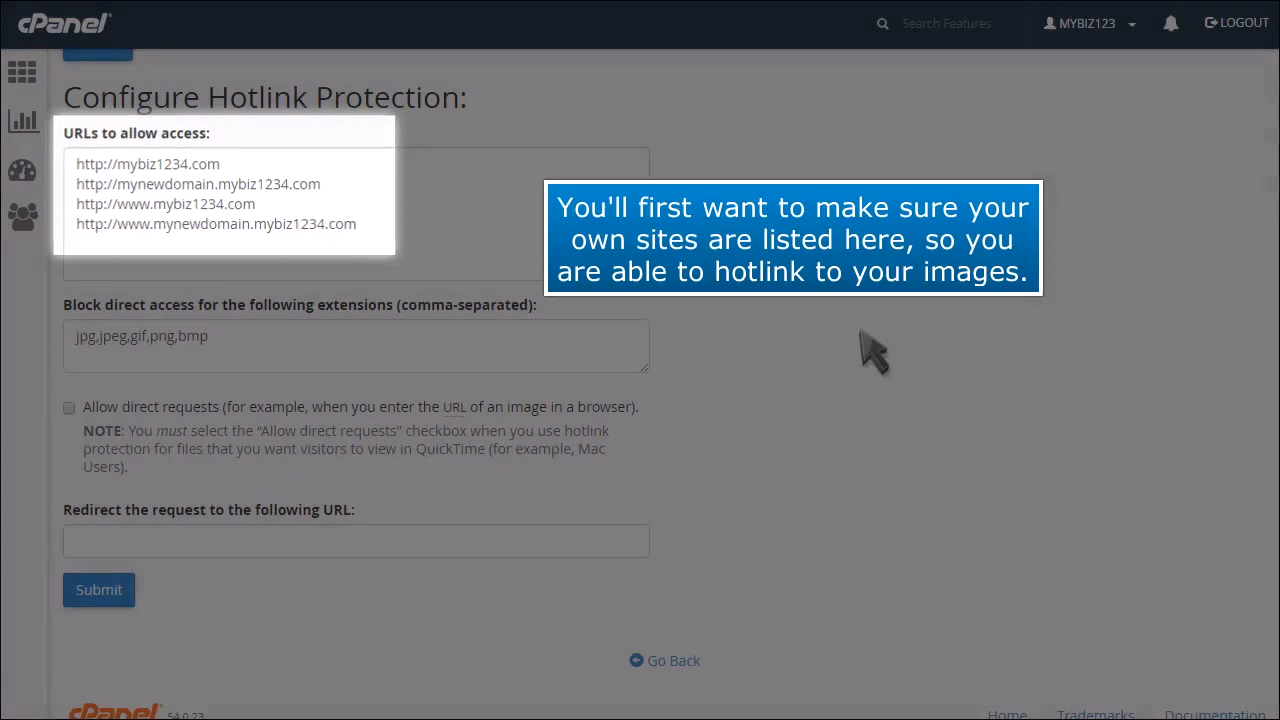 cPanel
Search Features
MYBIZ123
LOGOUT
Configure Hotlink Protection:
URLs to allow access:
http://mybiz1234.com
http://mynewdomain.mybiz1234.com
http://www.mybiz1234.com
http://www.mynewdomain.mybiz1234.com
You'll first want to make sure your
own sites are listed here, so you
are able to hotlink to your images.
Block direct access for the following extensions (comma-separated):
jpg,jpeg,gif,png,bmp
Allow direct requests (for example, when you enter the URL of an image in a browser).
NOTE: You must select the “Allow direct requests” checkbox when you use hotlink
protection for files that you want visitors to view in QuickTime (for example, Mac
Users).
Redirect the request to the following URL:
Submit
Go Back
cPanel 54.0.23
Home Trademarks Documentation